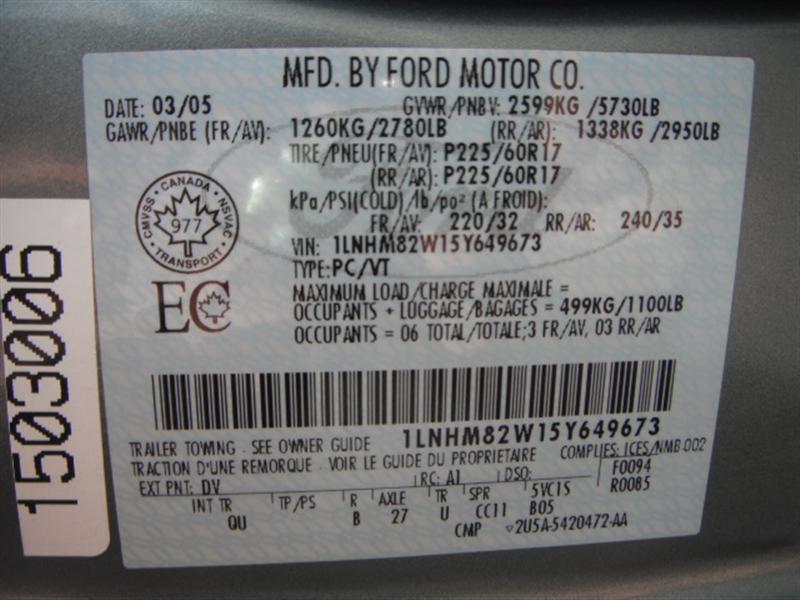 MFD. BY FORD MOTOR CO.
DATE: 03/05 GVWR/PNBV: 2599KG /5730LB
GAWR/PNBE (FR/AV): 1260KG/2780LB (RR/AR): 1338KG /2950LB
TIRE/PNEU(FR/AV): P225/60R17
(RR/AR): P225/60R17
kPa/PSI(COLD)/lb/po² (A FROID):
FR/AV: 220/32 RR/AR: 240/35
VIN: 1LNHM82W15Y649673
TYPE:PC/VT
MAXIMUM LOAD/CHARGE MAXIMALE =
OCCUPANTS + LUGGAGE/BAGAGES = 499KG/1100LB
OCCUPANTS = 06 TOTAL/TOTALE;3 FR/AV, 03 RR/AR
CANADA
CMVSS · NSVAC
977
TRANSPORT
EC
Ford
1LNHM82W15Y649673
TRAILER TOWING - SEE OWNER GUIDE
TRACTION D'UNE REMORQUE - VOIR LE GUIDE DU PROPRIETAIRE
COMPLIES: ICES/NMB-002
EXT PNT: DV RC: A1 DSO: F0094
R0085
INT TR TP/PS R AXLE TR SPR 5VC15
QU B 27 U CC11 B05
CMP 2U5A-5420472-AA
1503006